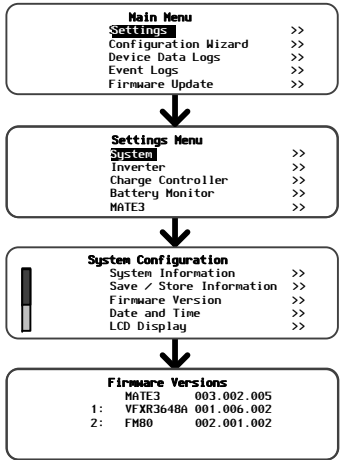 Main Menu
Settings >>
Configuration Wizard >>
Device Data Logs >>
Event Logs >>
Firmware Update >>
Settings Menu
System >>
Inverter >>
Charge Controller >>
Battery Monitor >>
MATE3 >>
System Configuration
System Information >>
Save / Store Information >>
Firmware Version >>
Date and Time >>
LCD Display >>
Firmware Versions
MATE3 003.002.005
1: VFXR3648A 001.006.002
2: FM80 002.001.002